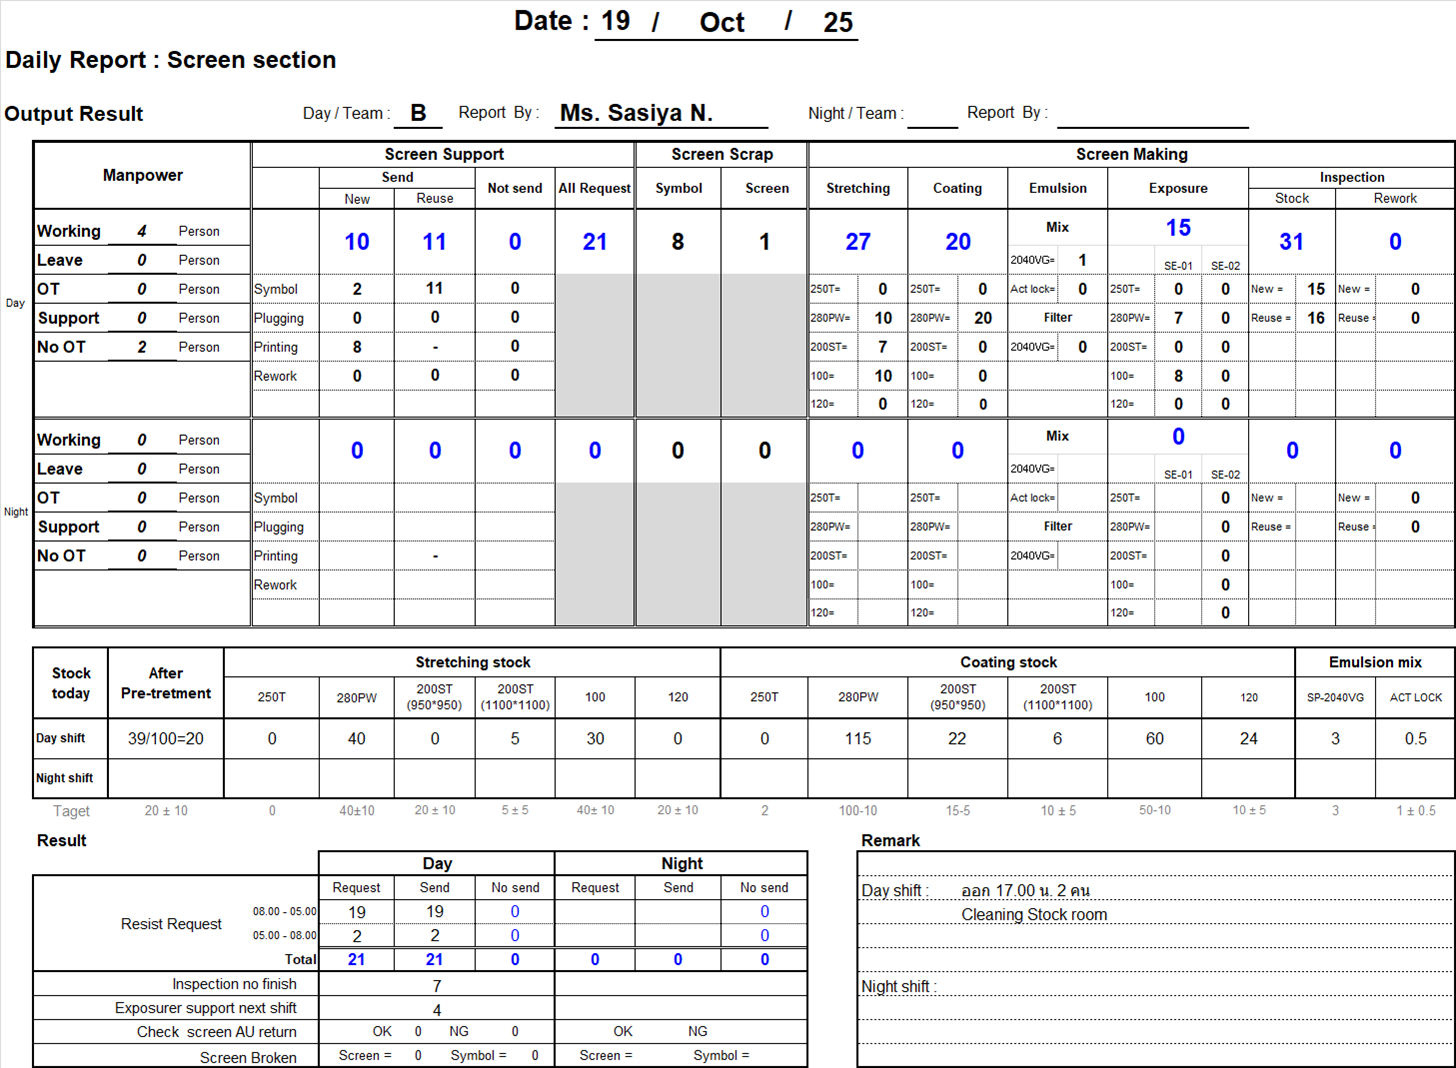 Date : 19 / Oct / 25
Daily Report : Screen section
Output Result Day / Team : B Report By : Ms. Sasiya N. Night / Team : Report By :
Manpower Screen Support Screen Scrap Screen Making
Send Not send All Request Symbol Screen Stretching Coating Emulsion Exposure Inspection
New Reuse Stock Rework
Day
Working 4 Person 10 11 0 21 8 1 27 20 Mix 15 31 0
Leave 0 Person 2040VG= 1 SE-01 SE-02
OT 0 Person Symbol 2 11 0 250T= 0 250T= 0 Act lock= 0 250T= 0 0 New = 15 New = 0
Support 0 Person Plugging 0 0 0 280PW= 10 280PW= 20 Filter 280PW= 7 0 Reuse = 16 Reuse = 0
No OT 2 Person Printing 8 - 0 200ST= 7 200ST= 0 2040VG= 0 200ST= 0 0
Rework 0 0 0 100= 10 100= 0 100= 8 0
120= 0 120= 0 120= 0 0
Night
Working 0 Person 0 0 0 0 0 0 0 0 Mix 0 0 0
Leave 0 Person 2040VG= SE-01 SE-02
OT 0 Person Symbol 250T= 250T= Act lock= 250T= 0 New = New = 0
Support 0 Person Plugging 280PW= 280PW= Filter 280PW= 0 Reuse = Reuse = 0
No OT 0 Person Printing - 200ST= 200ST= 2040VG= 200ST= 0
Rework 100= 100= 100= 0
120= 120= 120= 0
Stock today After Pre-tretment Stretching stock Coating stock Emulsion mix
250T 280PW 200ST (950*950) 200ST (1100*1100) 100 120 250T 280PW 200ST (950*950) 200ST (1100*1100) 100 120 SP-2040VG ACT LOCK
Day shift 39/100=20 0 40 0 5 30 0 0 115 22 6 60 24 3 0.5
Night shift
Taget 20 ± 10 0 40±10 20 ± 10 5 ± 5 40± 10 20 ± 10 2 100-10 15-5 10 ± 5 50-10 10 ± 5 3 1 ± 0.5
Result Remark
Day Night
Request Send No send Request Send No send
Resist Request 08.00 - 05.00 19 19 0 0
05.00 - 08.00 2 2 0 0
Total 21 21 0 0 0 0
Inspection no finish 7
Exposurer support next shift 4
Check screen AU return OK 0 NG 0 OK NG
Screen Broken Screen = 0 Symbol = 0 Screen = Symbol =
Day shift : ออก 17.00 น. 2 คน
Cleaning Stock room
Night shift :